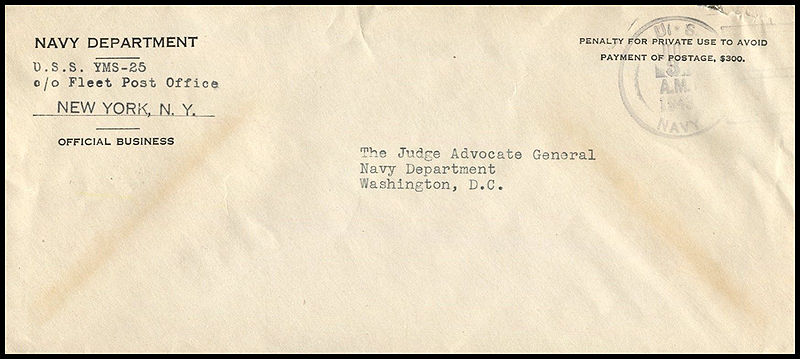 NAVY DEPARTMENT
U.S.S. YMS-25
c/o Fleet Post Office
NEW YORK, N. Y.
OFFICIAL BUSINESS
PENALTY FOR PRIVATE USE TO AVOID
PAYMENT OF POSTAGE, $300.
U. S.
A.M.
NAVY
The Judge Advocate General
Navy Department
Washington, D.C.